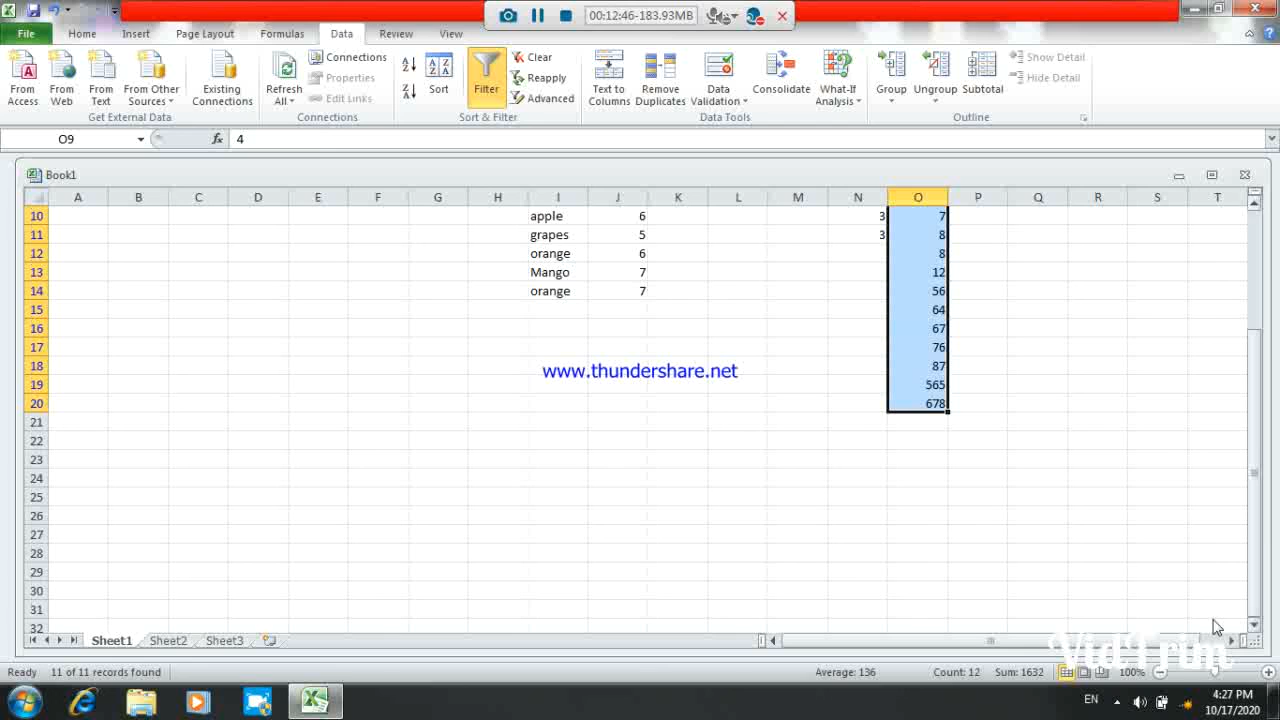 00:12:46-183.93MB
File Home Insert Page Layout Formulas Data Review View
From Access
From Web
From Text
From Other Sources
Existing Connections
Get External Data
Refresh All
Connections
Properties
Edit Links
Connections
Sort
Filter
Clear
Reapply
Advanced
Sort & Filter
Text to Columns
Remove Duplicates
Data Validation
Consolidate
What-If Analysis
Data Tools
Group
Ungroup
Subtotal
Show Detail
Hide Detail
Outline
O9 fx 4
Book1
A B C D E F G H I J K L M N O P Q R S T
10 apple 6 3 7
11 grapes 5 3 8
12 orange 6 8
13 Mango 7 12
14 orange 7 56
15 64
16 67
17 76
18 87
www.thundershare.net
19 565
20 678
21
22
23
24
25
26
27
28
29
30
31
32
Sheet1 Sheet2 Sheet3
VidTrim
Ready 11 of 11 records found Average: 136 Count: 12 Sum: 1632 100%
EN 4:27 PM
10/17/2020